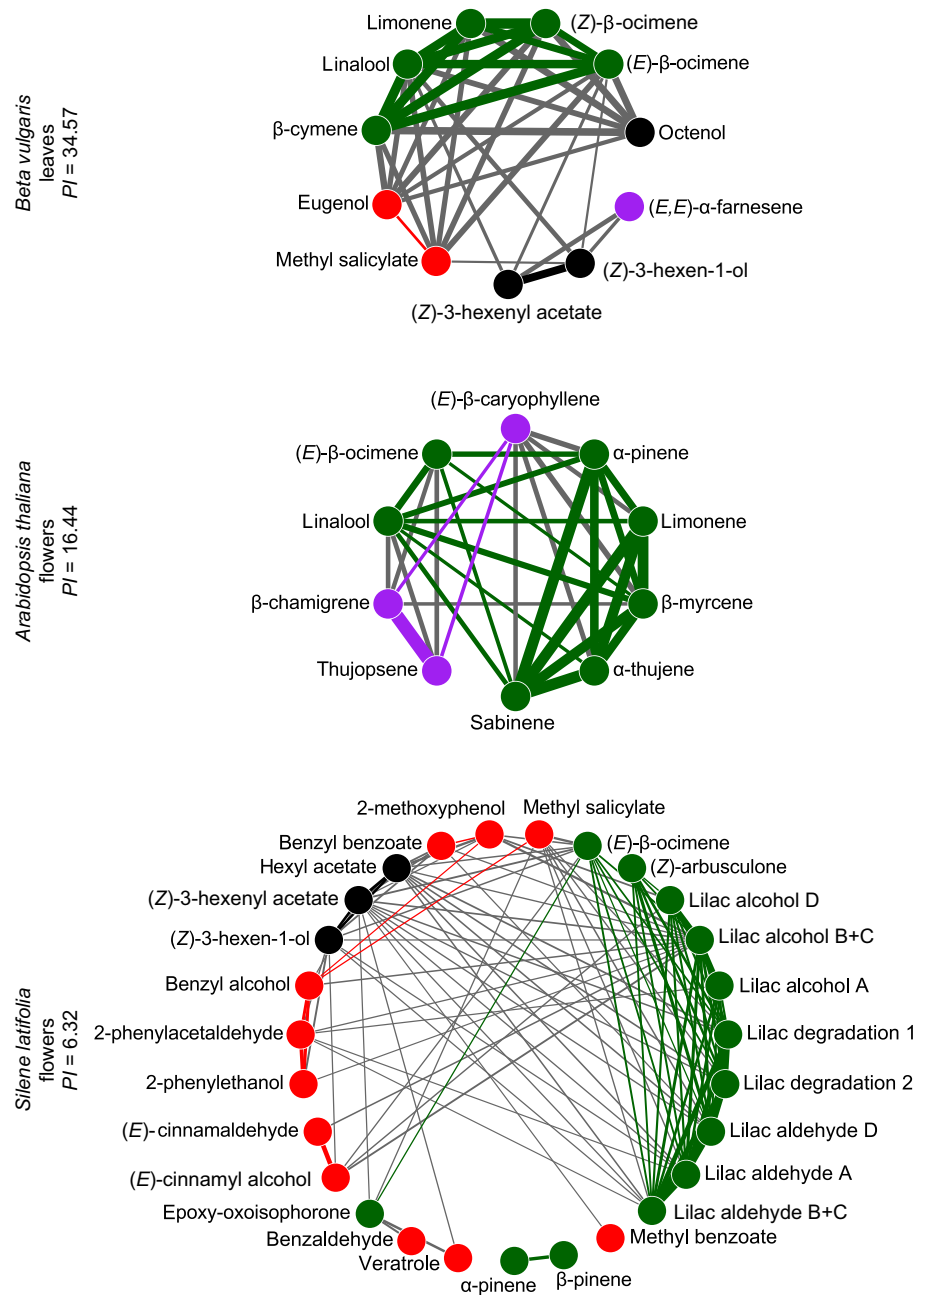 Beta vulgaris
leaves
PI = 34.57
Limonene
(Z)-β-ocimene
Linalool
(E)-β-ocimene
β-cymene
Octenol
Eugenol
(E,E)-α-farnesene
Methyl salicylate
(Z)-3-hexen-1-ol
(Z)-3-hexenyl acetate
Arabidopsis thaliana
flowers
PI = 16.44
(E)-β-caryophyllene
(E)-β-ocimene
α-pinene
Linalool
Limonene
β-chamigrene
β-myrcene
Thujopsene
α-thujene
Sabinene
Silene latifolia
flowers
PI = 6.32
2-methoxyphenol
Methyl salicylate
Benzyl benzoate
(E)-β-ocimene
Hexyl acetate
(Z)-arbusculone
(Z)-3-hexenyl acetate
Lilac alcohol D
(Z)-3-hexen-1-ol
Lilac alcohol B+C
Benzyl alcohol
Lilac alcohol A
2-phenylacetaldehyde
Lilac degradation 1
2-phenylethanol
Lilac degradation 2
(E)-cinnamaldehyde
Lilac aldehyde D
(E)-cinnamyl alcohol
Lilac aldehyde A
Epoxy-oxoisophorone
Lilac aldehyde B+C
Benzaldehyde
Methyl benzoate
Veratrole
α-pinene
β-pinene